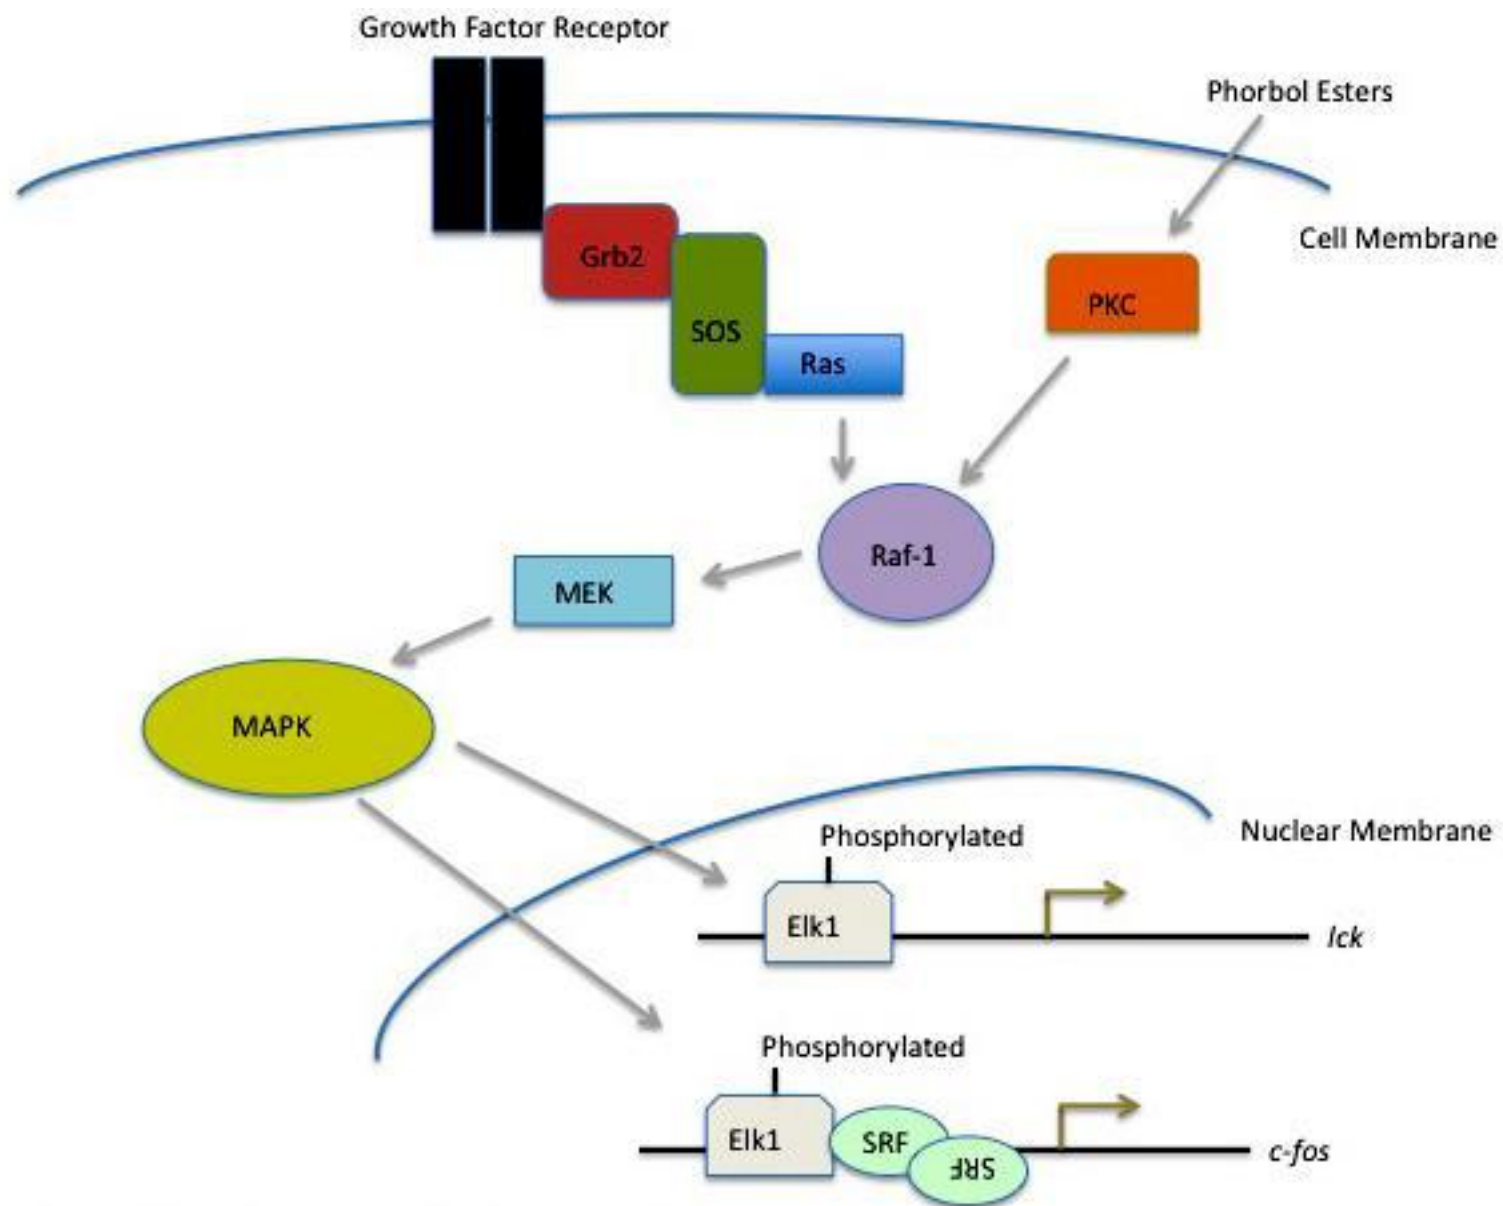 Growth Factor Receptor
Phorbol Esters
Cell Membrane
Grb2
PKC
SOS
Ras
Raf-1
MEK
MAPK
Nuclear Membrane
Phosphorylated
Elk1
lck
Phosphorylated
Elk1
SRF
SRF
c-fos